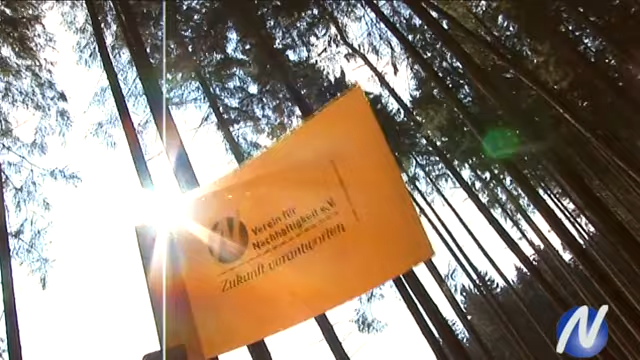 Verein für
Nachhaltigkeit e.V.
Zukunft verantworten
N